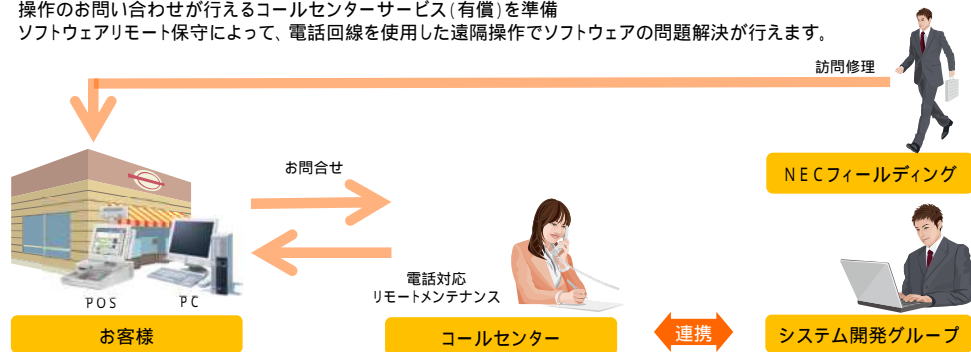 操作のお問い合わせが行えるコールセンターサービス(有償)を準備
ソフトウェアリモート保守によって、電話回線を使用した遠隔操作でソフトウェアの問題解決が行えます。
訪問修理
NECフィールディング
お問合せ
電話対応
リモートメンテナンス
POS
PC
お客様
コールセンター
連携
システム開発グループ